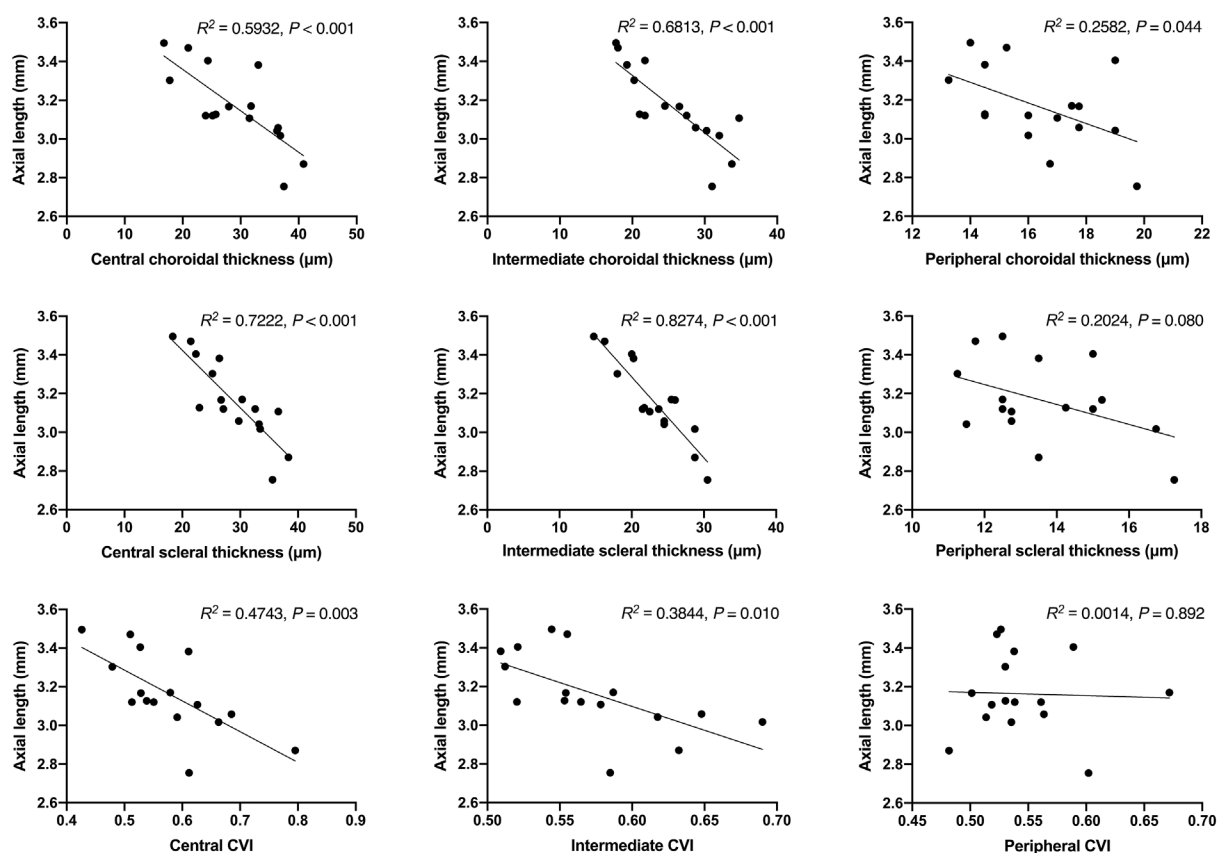 R² = 0.5932, P < 0.001
Axial length (mm)
3.6
3.4
3.2
3.0
2.8
2.6
0 10 20 30 40 50
Central choroidal thickness (µm)
R² = 0.6813, P < 0.001
Axial length (mm)
3.6
3.4
3.2
3.0
2.8
2.6
0 10 20 30 40
Intermediate choroidal thickness (µm)
R² = 0.2582, P = 0.044
Axial length (mm)
3.6
3.4
3.2
3.0
2.8
2.6
12 14 16 18 20 22
Peripheral choroidal thickness (µm)
R² = 0.7222, P < 0.001
Axial length (mm)
3.6
3.4
3.2
3.0
2.8
2.6
0 10 20 30 40 50
Central scleral thickness (µm)
R² = 0.8274, P < 0.001
Axial length (mm)
3.6
3.4
3.2
3.0
2.8
2.6
0 10 20 30 40
Intermediate scleral thickness (µm)
R² = 0.2024, P = 0.080
Axial length (mm)
3.6
3.4
3.2
3.0
2.8
2.6
10 12 14 16 18
Peripheral scleral thickness (µm)
R² = 0.4743, P = 0.003
Axial length (mm)
3.6
3.4
3.2
3.0
2.8
2.6
0.4 0.5 0.6 0.7 0.8 0.9
Central CVI
R² = 0.3844, P = 0.010
Axial length (mm)
3.6
3.4
3.2
3.0
2.8
2.6
0.50 0.55 0.60 0.65 0.70
Intermediate CVI
R² = 0.0014, P = 0.892
Axial length (mm)
3.6
3.4
3.2
3.0
2.8
2.6
0.45 0.50 0.55 0.60 0.65 0.70
Peripheral CVI